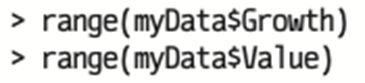 > range(myData$Growth)
> range(myData$Value)